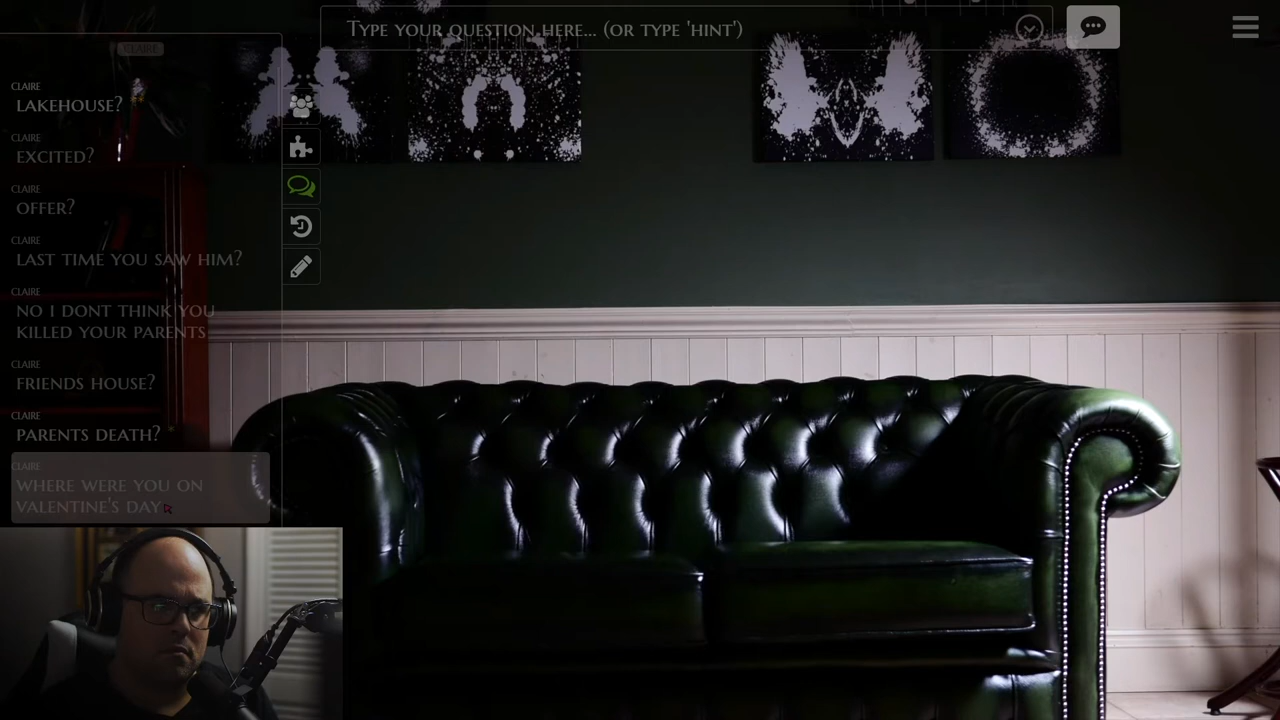 Type your question here... (or type 'hint')
CLAIRE
CLAIRE
LAKEHOUSE?
CLAIRE
EXCITED?
CLAIRE
OFFER?
CLAIRE
LAST TIME YOU SAW HIM?
CLAIRE
NO I DONT THINK YOU
KILLED YOUR PARENTS
CLAIRE
FRIENDS HOUSE?
CLAIRE
PARENTS DEATH?
CLAIRE
WHERE WERE YOU ON
VALENTINE'S DAY